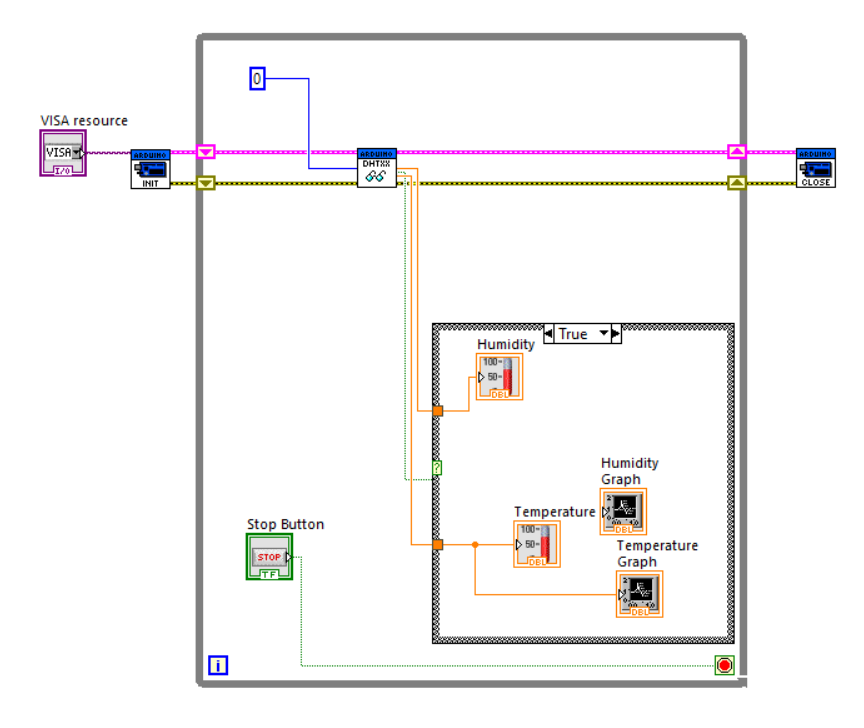 0
VISA resource
VISA
I/O
ARDUINO
INIT
ARDUINO
DHTXX
ARDUINO
CLOSE
True
Humidity
100-
50-
DBL
?
Humidity
Graph
DBL
Temperature
100-
50-
DBL
Temperature
Graph
DBL
Stop Button
STOP
TF
i